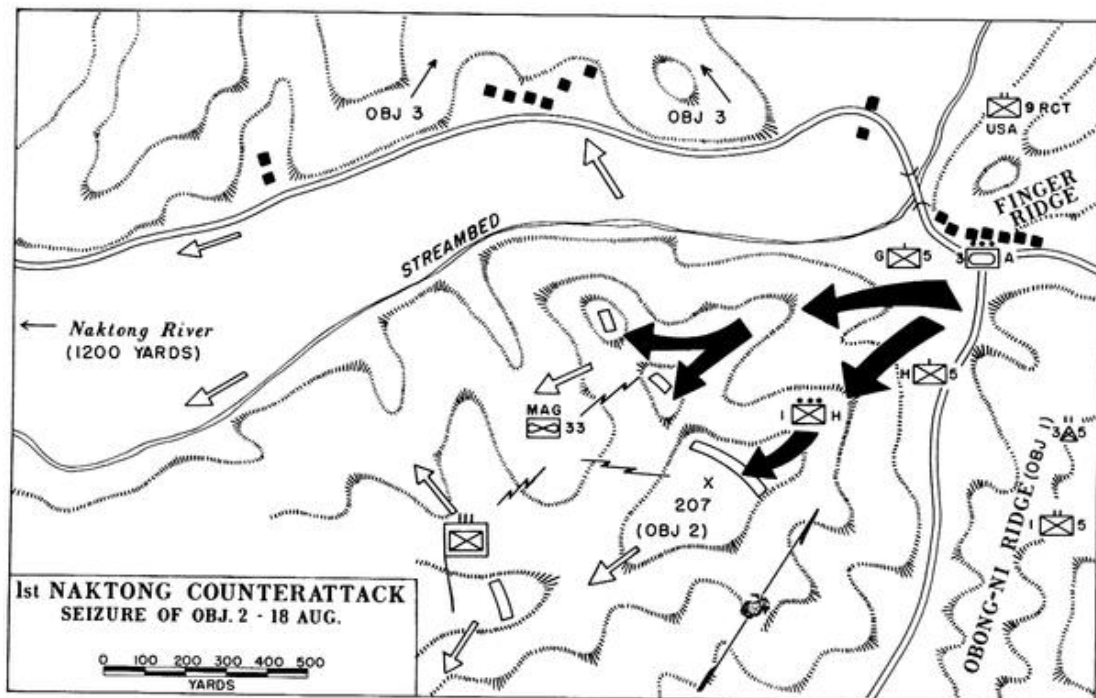 OBJ 3
OBJ 3
9 RCT
USA
FINGER
RIDGE
STREAMBED
G 5
3 A
Naktong River
(1200 YARDS)
H 5
MAG
33
I H
3 5
207
(OBJ 2)
I 5
OBONG-NI RIDGE (OBJ 1)
1st NAKTONG COUNTERATTACK
SEIZURE OF OBJ. 2 - 18 AUG.
0 100 200 300 400 500
YARDS